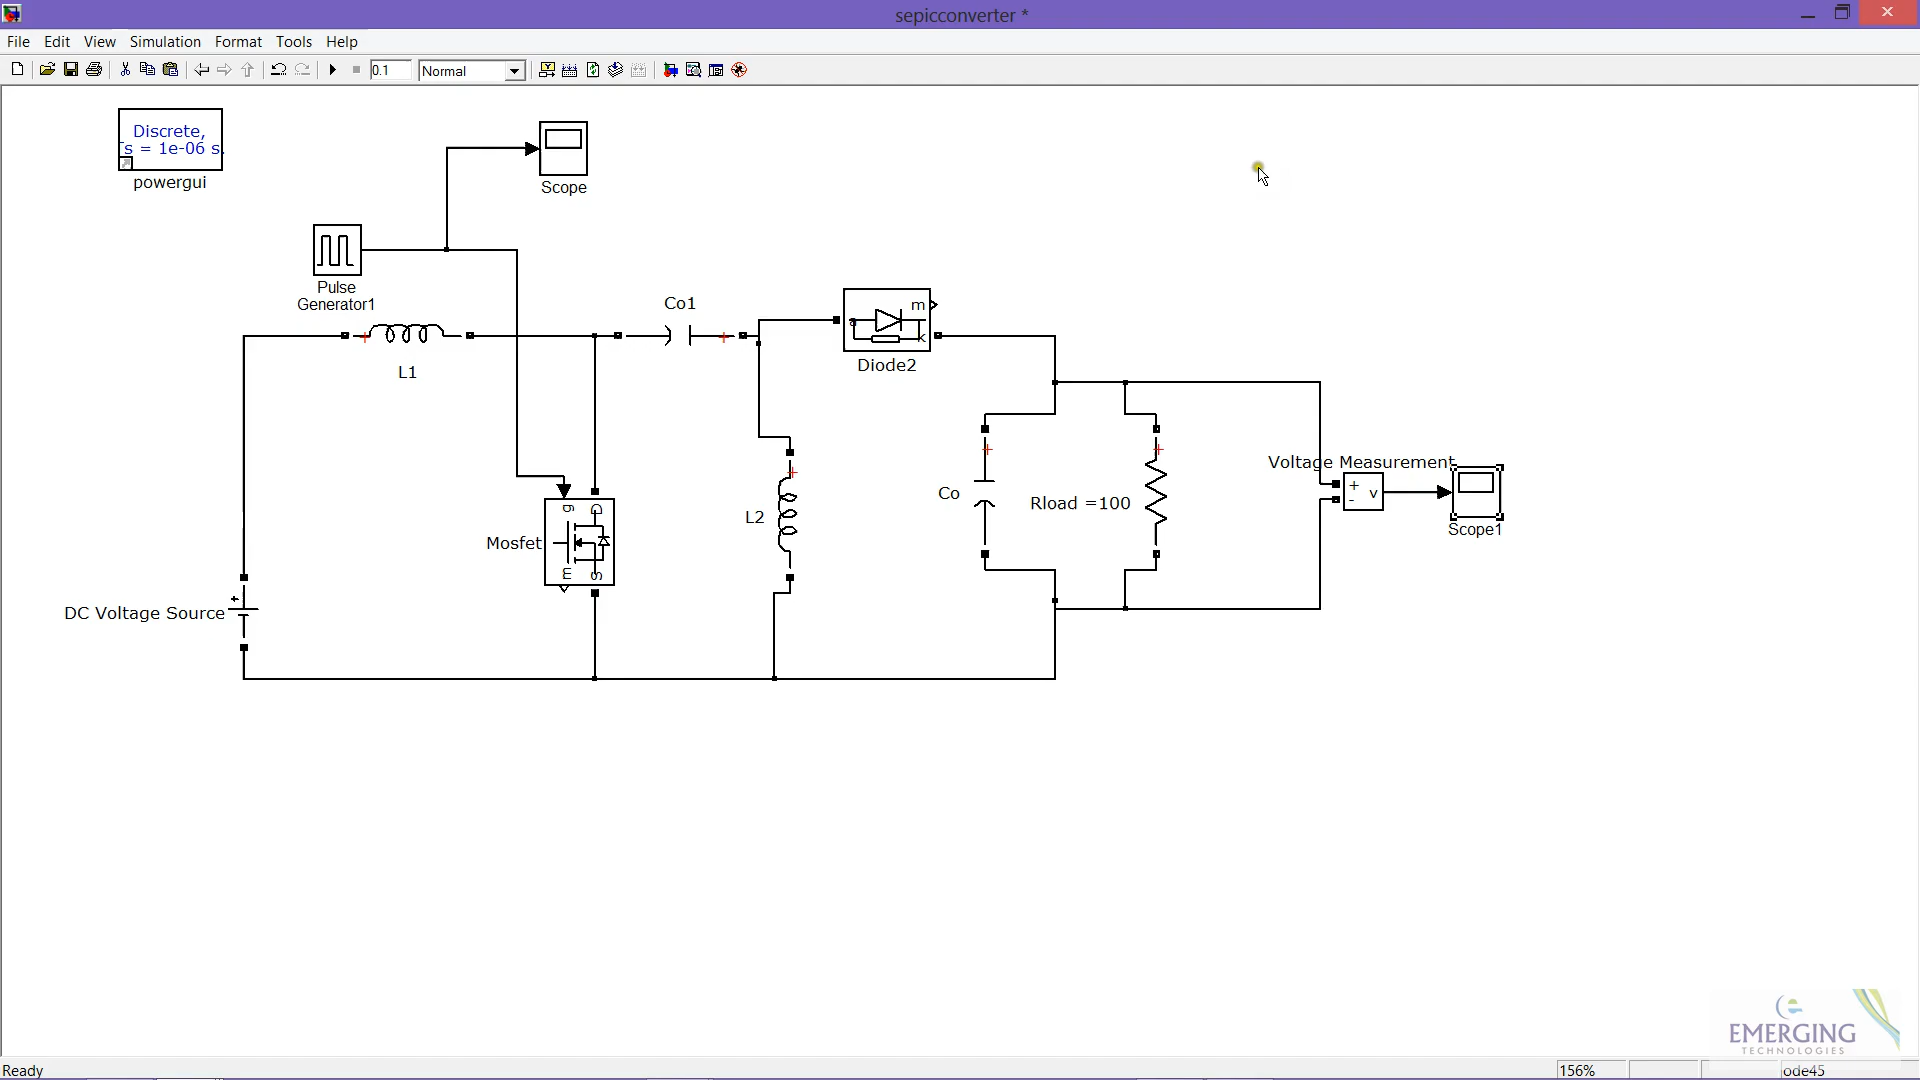 sepicconverter *
File Edit View Simulation Format Tools Help
0.1 Normal
Discrete,
s = 1e-06 s.
powergui
Scope
Pulse
Generator1
Co1
m
a
k
Diode2
L1
Voltage Measurement
+
- v
Scope1
Co
Rload =100
L2
g D
Mosfet
m S
+
DC Voltage Source
e
EMERGING
TECHNOLOGIES
Ready 156% ode45